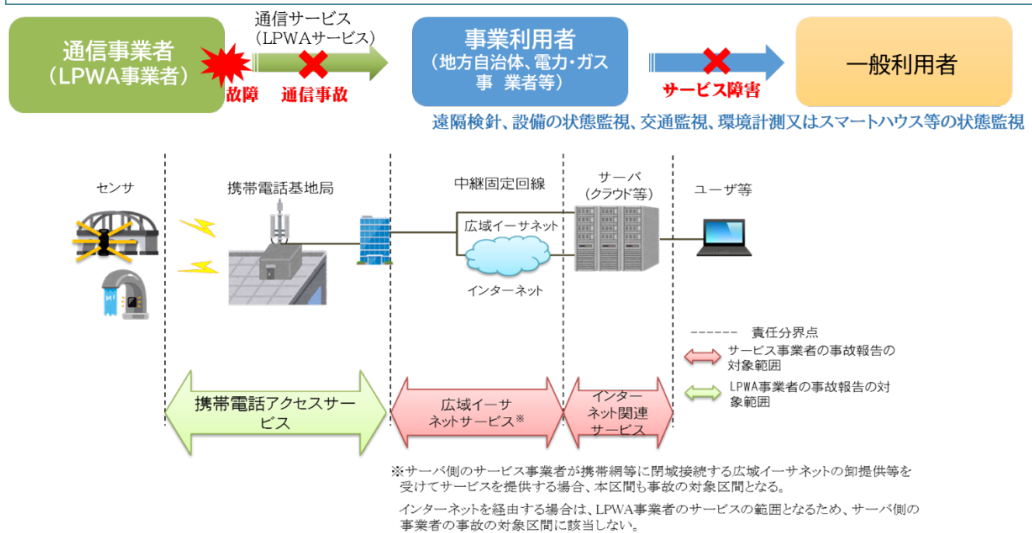 通信事業者
(LPWA事業者)
故障
通信サービス
(LPWAサービス)
通信事故
事業利用者
(地方自治体、電力・ガス
事 業者等)
サービス障害
一般利用者
遠隔検針、設備の状態監視、交通監視、環境計測又はスマートハウス等の状態監視
センサ
携帯電話基地局
中継固定回線
広域イーサネット
インターネット
サーバ
(クラウド等)
ユーザ等
------ 責任分界点
サービス事業者の事故報告の
対象範囲
LPWA事業者の事故報告の対
象範囲
携帯電話アクセスサー
ビス
広域イーサ
ネットサービス※
インター
ネット関連
サービス
※サーバ側のサービス事業者が携帯網等に閉域接続する広域イーサネットの卸提供等を
受けてサービスを提供する場合、本区間も事故の対象区間となる。
インターネットを経由する場合は、LPWA事業者のサービスの範囲となるため、サーバ側の
事業者の事故の対象区間に該当しない。